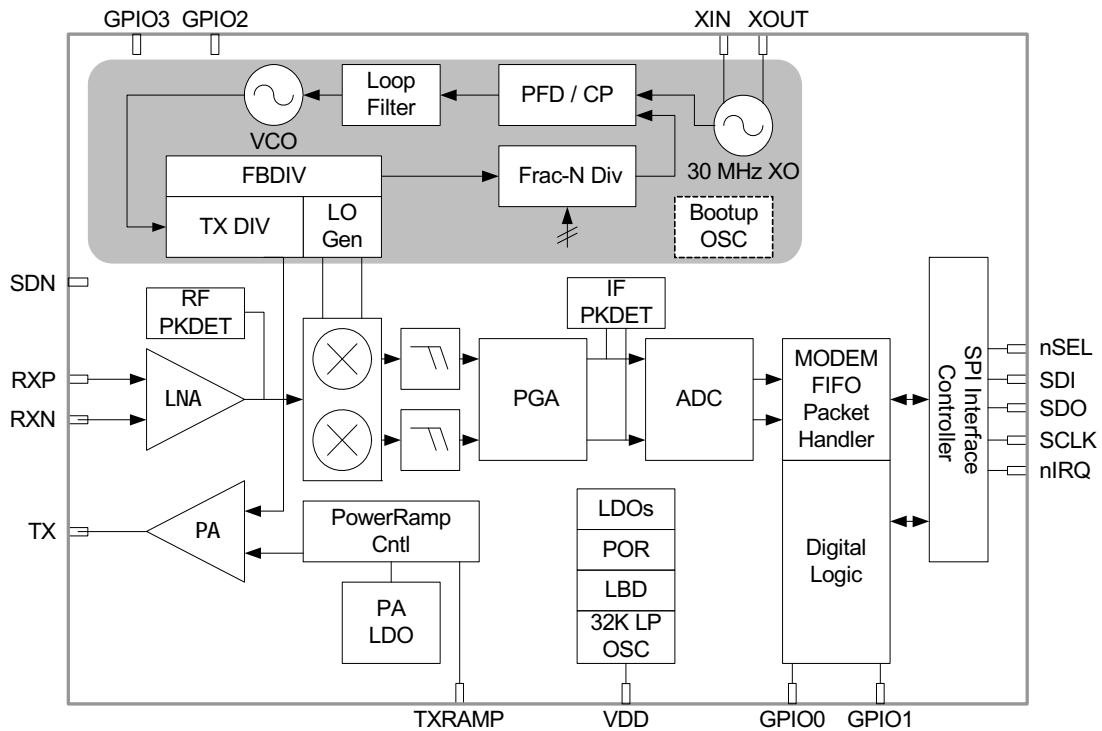 GPIO3 GPIO2
XIN XOUT
Loop
Filter
PFD / CP
VCO
30 MHz XO
FBDIV
Frac-N Div
TX DIV
LO
Gen
Bootup
OSC
SDN
RF
PKDET
IF
PKDET
RXP
RXN
LNA
PGA
ADC
MODEM
FIFO
Packet
Handler
SPI Interface
Controller
nSEL
SDI
SDO
SCLK
nIRQ
TX
PA
PowerRamp
Cntl
PA
LDO
LDOs
POR
LBD
32K LP
OSC
Digital
Logic
TXRAMP
VDD
GPIO0
GPIO1